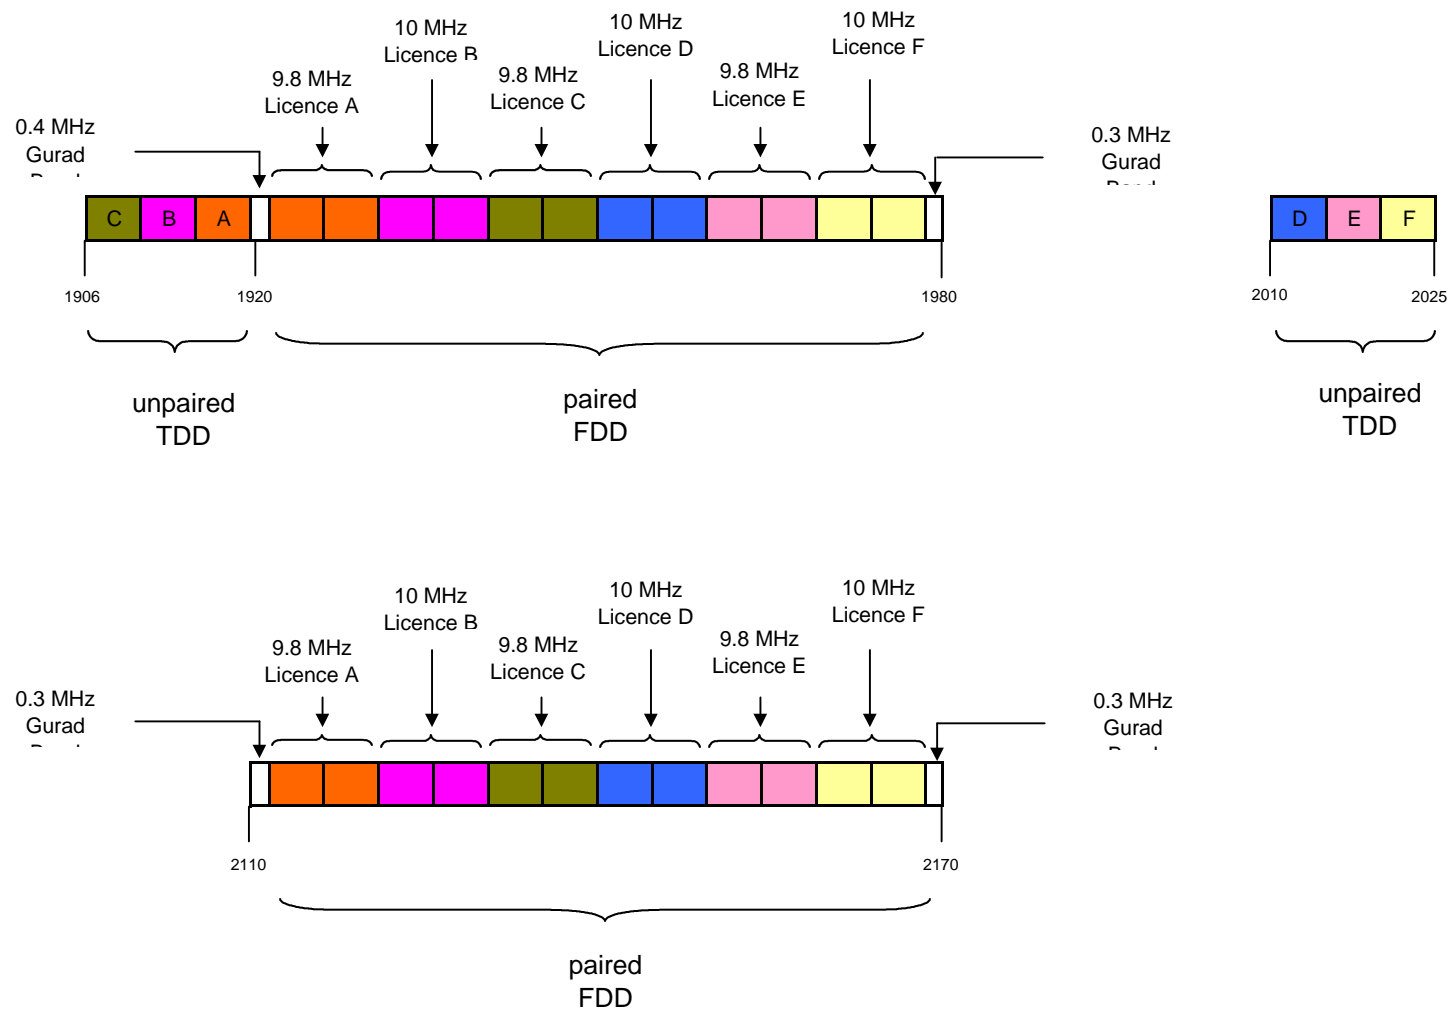 10 MHz
Licence B
10 MHz
Licence D
10 MHz
Licence F
9.8 MHz
Licence A
9.8 MHz
Licence C
9.8 MHz
Licence E
0.4 MHz
Gurad
0.3 MHz
Gurad
Band
C B A
D E F
1906
1920
1980
2010
2025
unpaired
TDD
paired
FDD
unpaired
TDD
10 MHz
Licence B
10 MHz
Licence D
10 MHz
Licence F
9.8 MHz
Licence A
9.8 MHz
Licence C
9.8 MHz
Licence E
0.3 MHz
Gurad
0.3 MHz
Gurad
2110
2170
paired
FDD